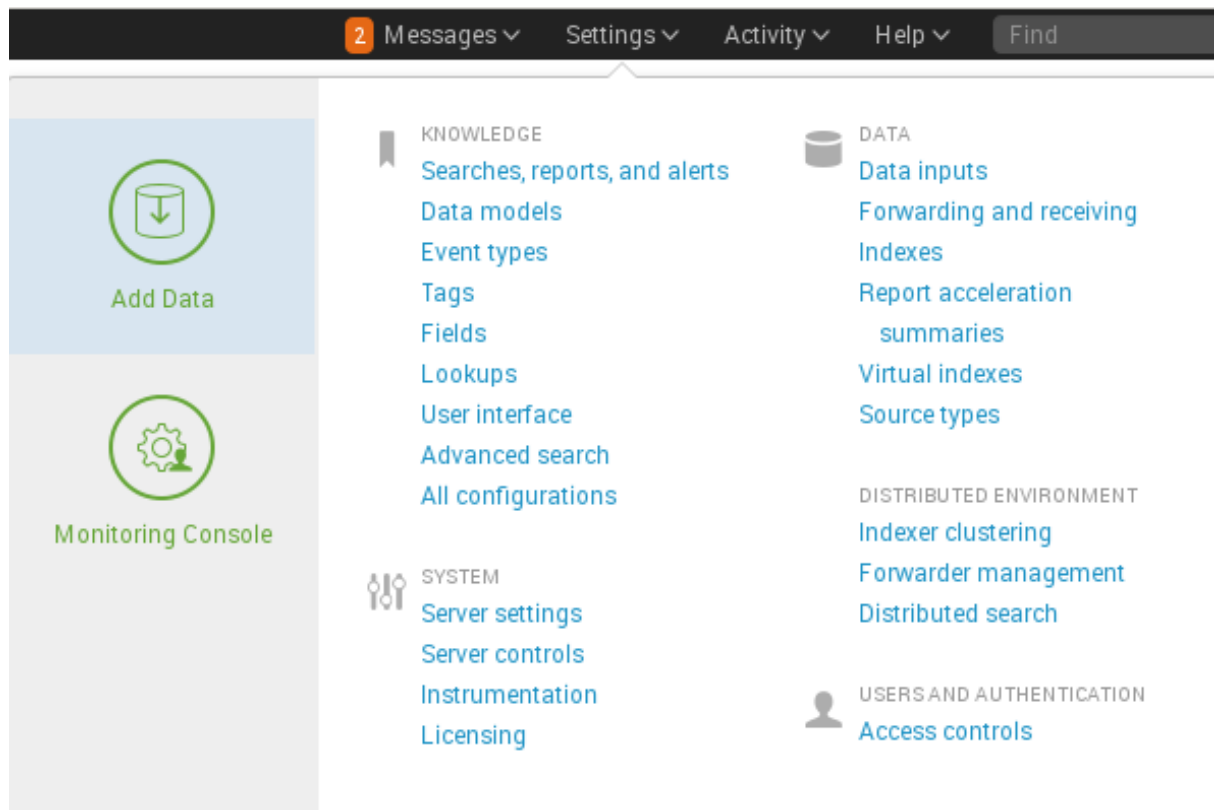 2 Messages Settings Activity Help Find
Add Data
Monitoring Console
KNOWLEDGE
Searches, reports, and alerts
Data models
Event types
Tags
Fields
Lookups
User interface
Advanced search
All configurations
SYSTEM
Server settings
Server controls
Instrumentation
Licensing
DATA
Data inputs
Forwarding and receiving
Indexes
Report acceleration
summaries
Virtual indexes
Source types
DISTRIBUTED ENVIRONMENT
Indexer clustering
Forwarder management
Distributed search
USERS AND AUTHENTICATION
Access controls